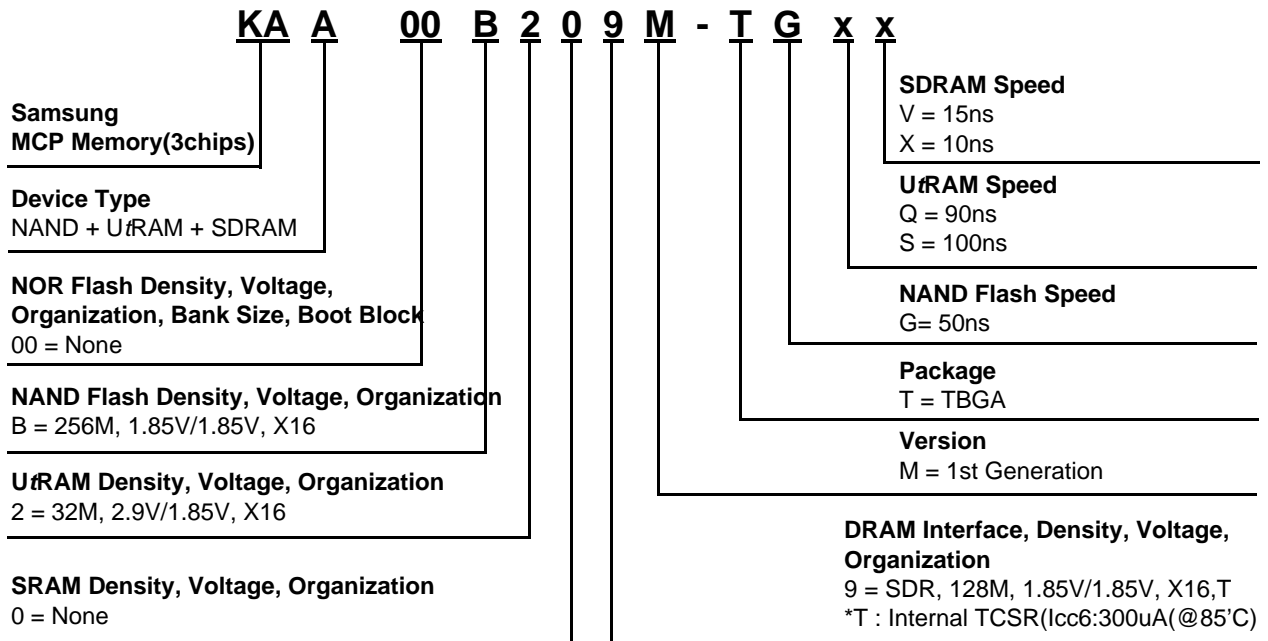 KA A 00 B 2 0 9 M - T G x x
Samsung
MCP Memory(3chips)
Device Type
NAND + UtRAM + SDRAM
NOR Flash Density, Voltage,
Organization, Bank Size, Boot Block
00 = None
NAND Flash Density, Voltage, Organization
B = 256M, 1.85V/1.85V, X16
UtRAM Density, Voltage, Organization
2 = 32M, 2.9V/1.85V, X16
SRAM Density, Voltage, Organization
0 = None
SDRAM Speed
V = 15ns
X = 10ns
UtRAM Speed
Q = 90ns
S = 100ns
NAND Flash Speed
G= 50ns
Package
T = TBGA
Version
M = 1st Generation
DRAM Interface, Density, Voltage,
Organization
9 = SDR, 128M, 1.85V/1.85V, X16,T
*T : Internal TCSR(Icc6:300uA(@85'C)